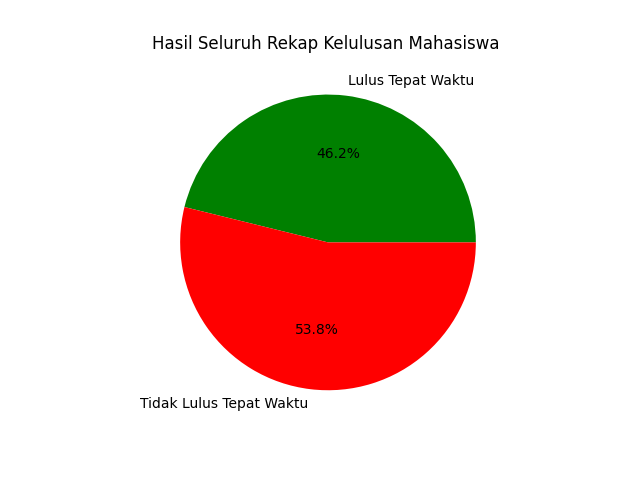 Hasil Seluruh Rekap Kelulusan Mahasiswa
Lulus Tepat Waktu
46.2%
53.8%
Tidak Lulus Tepat Waktu